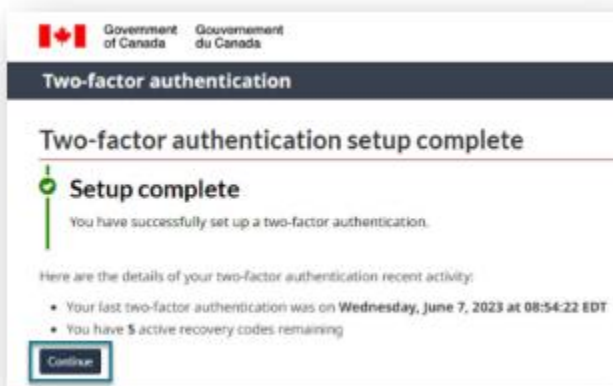 Government of Canada
Gouvernement du Canada
Two-factor authentication
Two-factor authentication setup complete
Setup complete
You have successfully set up a two-factor authentication.
Here are the details of your two-factor authentication recent activity:
• Your last two-factor authentication was on Wednesday, June 7, 2023 at 08:54:22 EDT
• You have 5 active recovery codes remaining
Continue